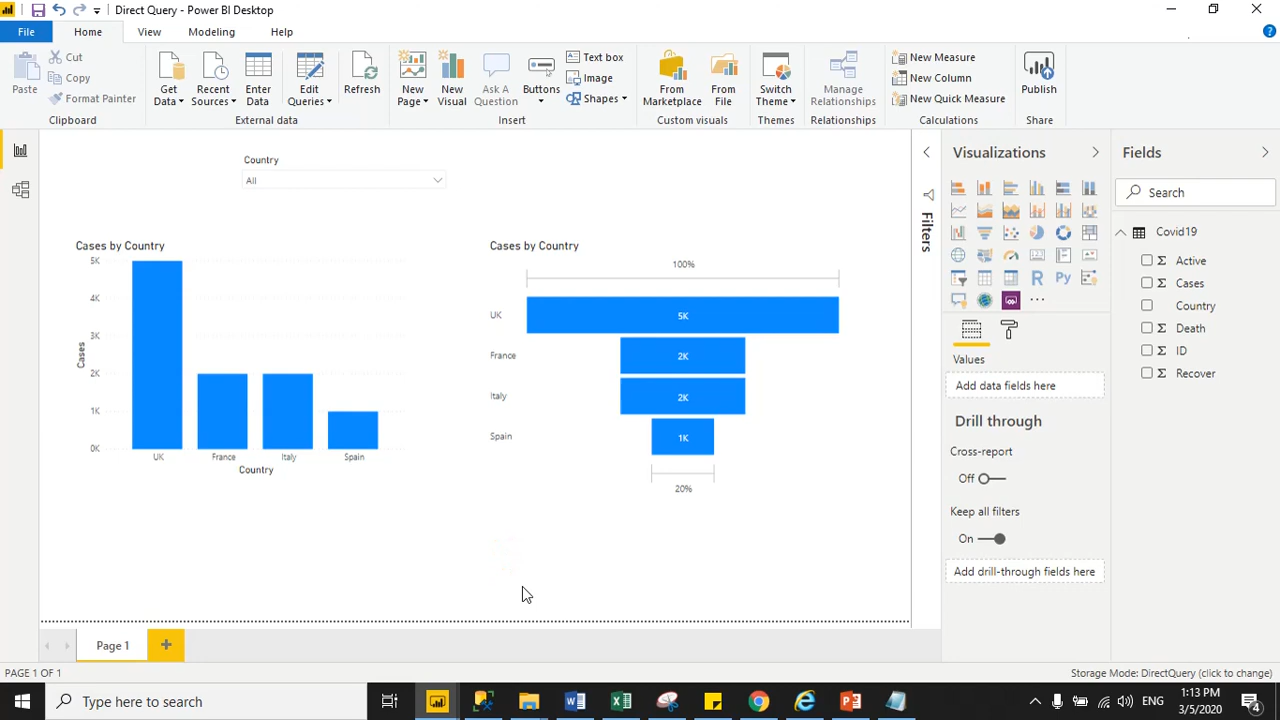 Direct Query - Power BI Desktop
File Home View Modeling Help
Paste
Cut
Copy
Format Painter
Clipboard
Get Data
Recent Sources
Enter Data
Edit Queries
External data
Refresh
New Page
New Visual
Ask A Question
Buttons
Text box
Image
Shapes
Insert
From Marketplace
From File
Custom visuals
Switch Theme
Themes
Manage Relationships
Relationships
New Measure
New Column
New Quick Measure
Calculations
Publish
Share
Country
All
Cases by Country
5K
4K
3K
2K
1K
0K
Cases
UK France Italy Spain
Country
Cases by Country
100%
UK 5K
France 2K
Italy 2K
Spain 1K
20%
Filters
Visualizations
R Py
Values
Add data fields here
Drill through
Cross-report
Off
Keep all filters
On
Add drill-through fields here
Fields
Search
Covid19
Σ Active
Σ Cases
Country
Σ Death
Σ ID
Σ Recover
Page 1
PAGE 1 OF 1
Storage Mode: DirectQuery (click to change)
Type here to search
ENG
1:13 PM
3/5/2020
4